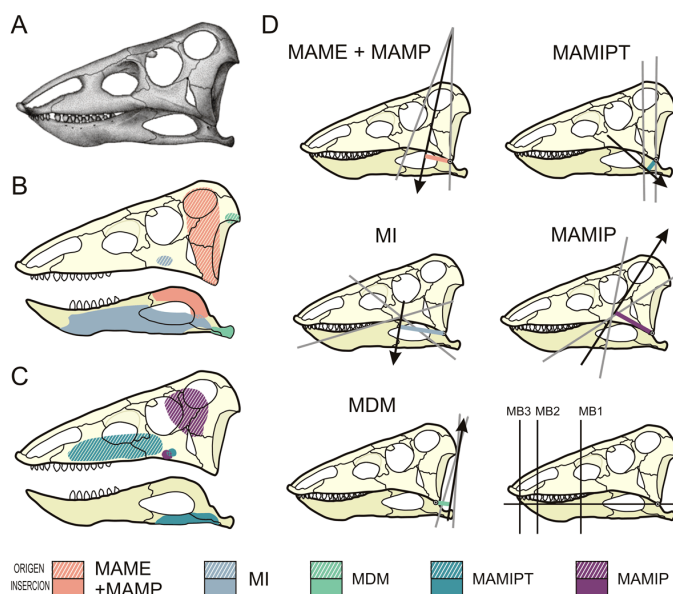 A
D
MAME + MAMP
MAMIPT
B
MI
MAMIP
C
MDM
MB3
MB2
MB1
ORIGEN
INSERCION
MAME
+MAMP
MI
MDM
MAMIPT
MAMIP